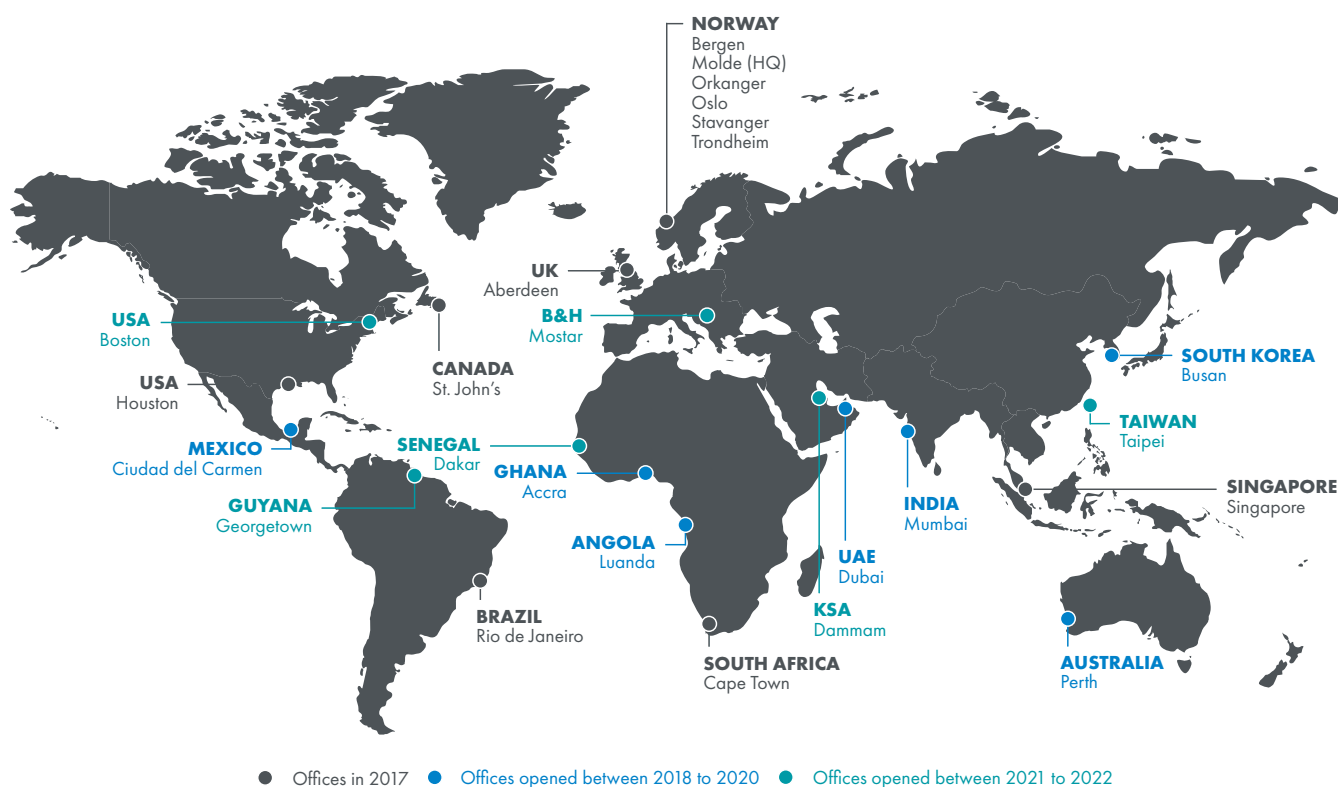 NORWAY
Bergen
Molde (HQ)
Orkanger
Oslo
Stavanger
Trondheim
UK
Aberdeen
B&H
Mostar
USA
Boston
CANADA
St. John's
USA
Houston
SOUTH KOREA
Busan
TAIWAN
Taipei
MEXICO
Ciudad del Carmen
SENEGAL
Dakar
GHANA
Accra
GUYANA
Georgetown
INDIA
Mumbai
SINGAPORE
Singapore
ANGOLA
Luanda
UAE
Dubai
KSA
Dammam
BRAZIL
Rio de Janeiro
SOUTH AFRICA
Cape Town
AUSTRALIA
Perth
Offices in 2017
Offices opened between 2018 to 2020
Offices opened between 2021 to 2022